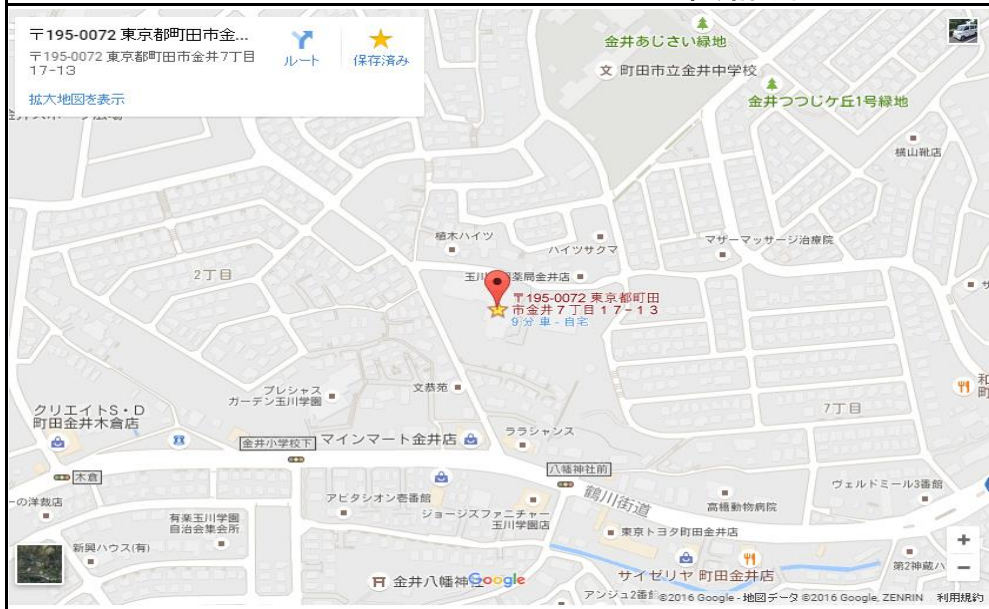 〒195-0072 東京都町田市金...
〒195-0072 東京都町田市金井7丁目
17-13
ルート
保存済み
拡大地図を表示
金井あじさい緑地
文 町田市立金井中学校
金井つつじケ丘1号緑地
横山靴店
植木ハイツ
ハイツサクマ
マザーマッサージ治療院
2丁目
玉川
薬局金井店
〒195-0072 東京都町田
市金井7丁目17-13
9 分 車 - 自宅
プレシャス
ガーデン玉川学園
文恭苑
7丁目
クリエイトS・D
町田金井木倉店
金井小学校下
マインマート金井店
ララシャンス
八幡神社前
木倉
ーの洋裁店
アビタシオン壱番館
鶴川街道
ヴェルドミール3番館
高橋動物病院
有楽玉川学園
自治会集会所
ジョージズファニチャー
玉川学園店
東京トヨタ町田金井店
新興ハウス(有)
サイゼリヤ 町田金井店
第2神蔵ハ
金井八幡神社
Google
アンジュ2番館
©2016 Google - 地図データ ©2016 Google, ZENRIN
利用規約